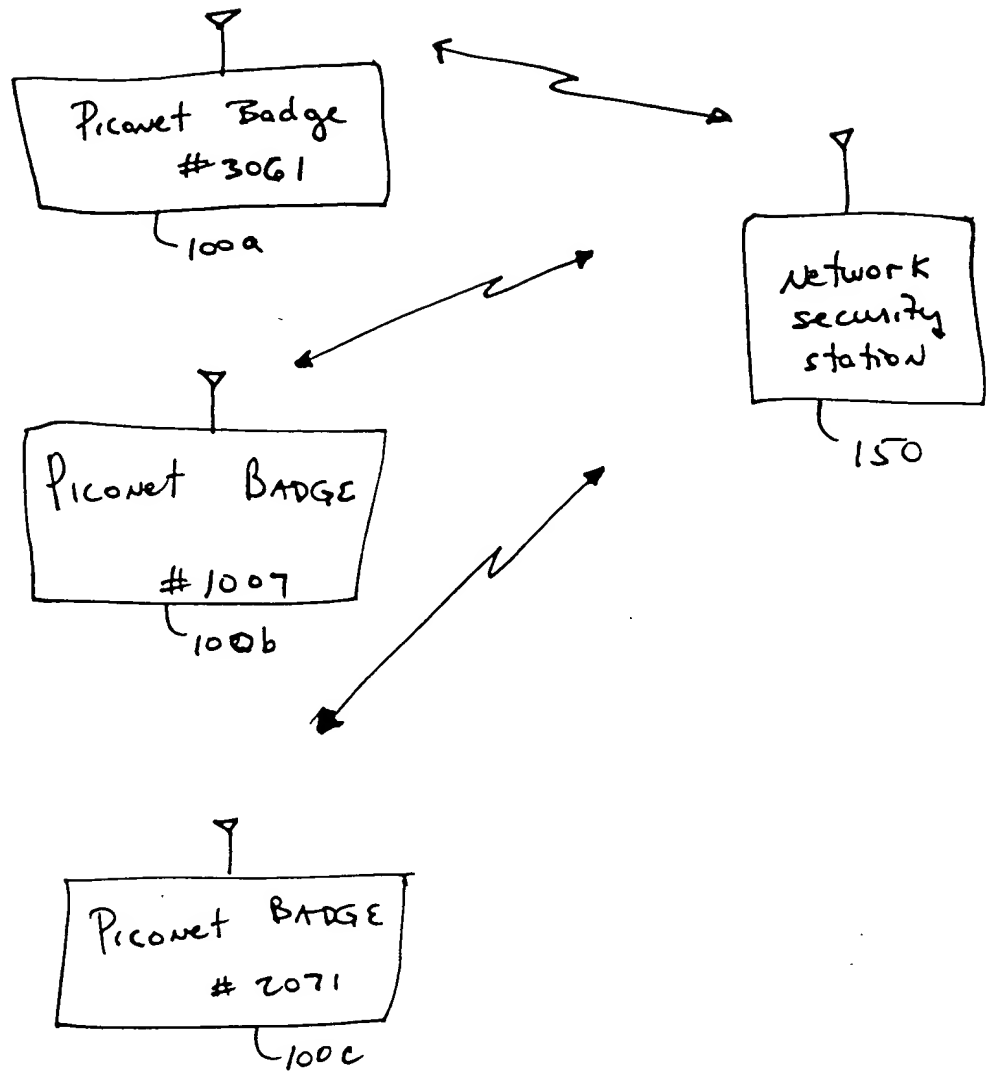 Piconet Badge
#3061
100a
Network
security
station
150
Piconet BADGE
#1007
100b
Piconet BADGE
# 2071
100c